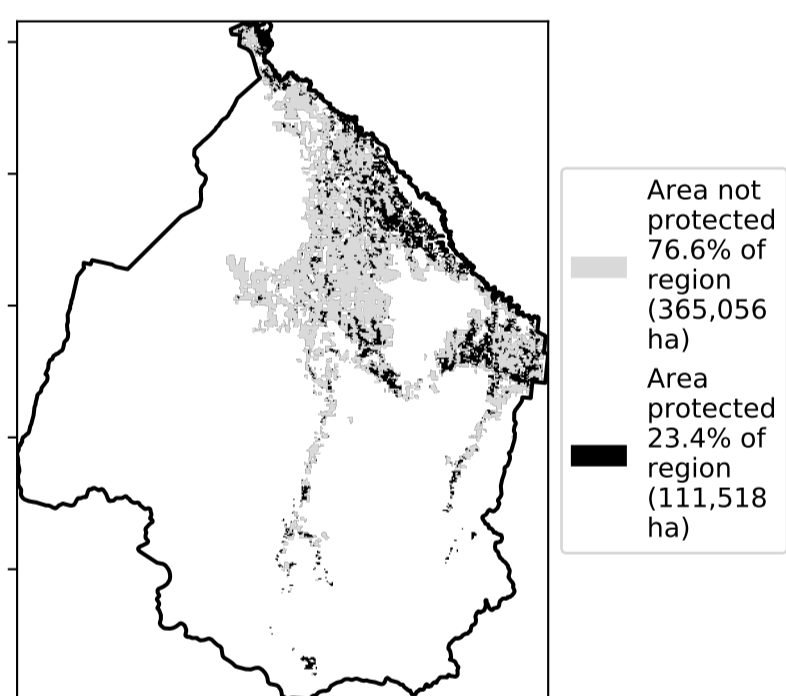 Area not
protected
76.6% of
region
(365,056
ha)
Area
protected
23.4% of
region
(111,518
ha)